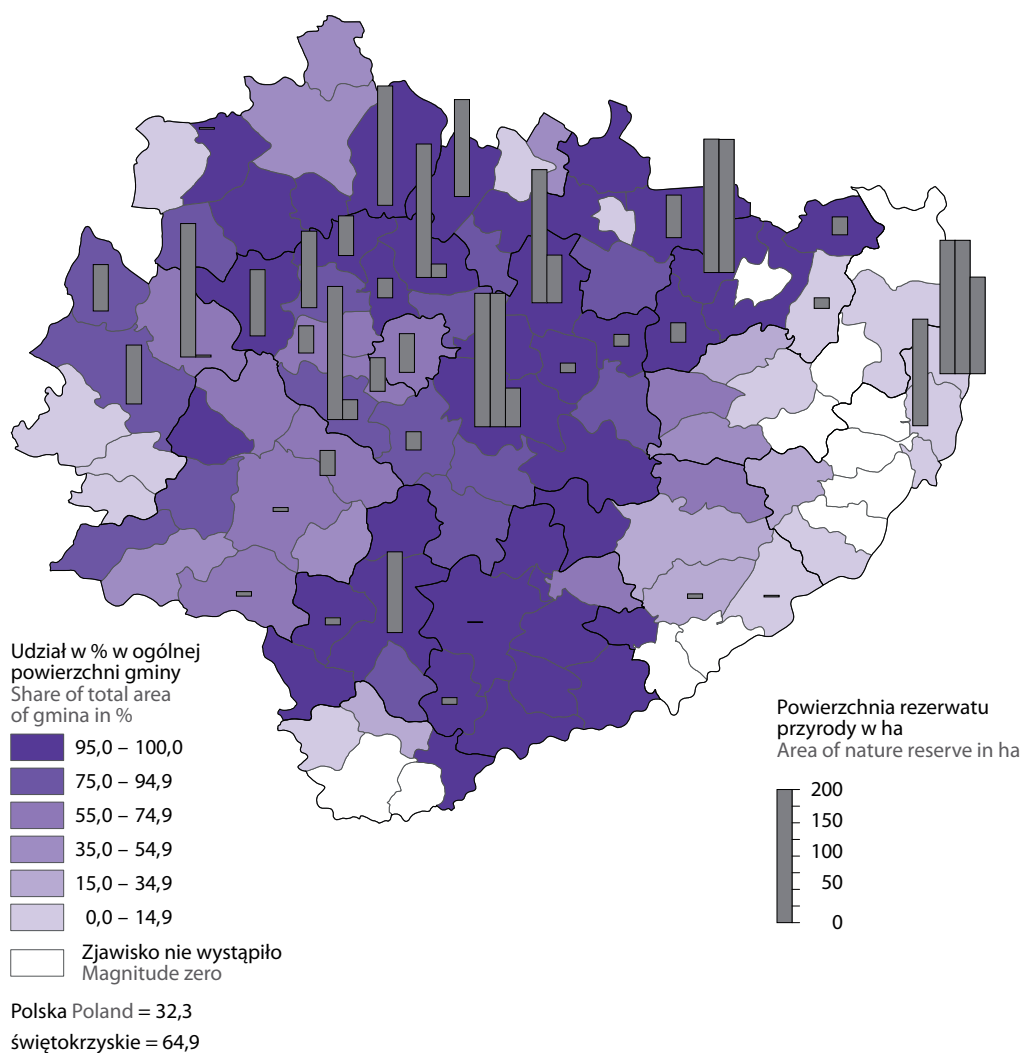 Udział w % w ogólnej
powierzchni gminy
Share of total area
of gmina in %
95,0 – 100,0
75,0 – 94,9
55,0 – 74,9
35,0 – 54,9
15,0 – 34,9
0,0 – 14,9
Zjawisko nie wystąpiło
Magnitude zero
Polska Poland = 32,3
świętokrzyskie = 64,9
Powierzchnia rezerwatu
przyrody w ha
Area of nature reserve in ha
200
150
100
50
0